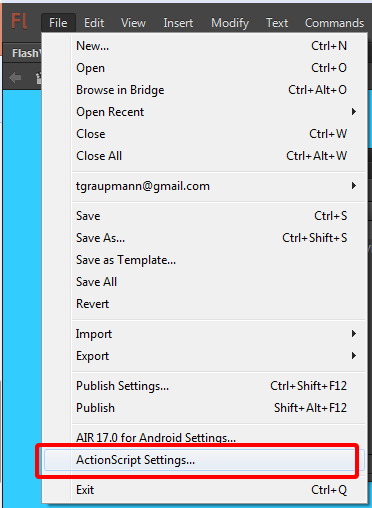 Fl File Edit View Insert Modify Text Commands
Flash
New... Ctrl+N
Open Ctrl+O
Browse in Bridge Ctrl+Alt+O
Open Recent
Close Ctrl+W
Close All Ctrl+Alt+W
tgraupmann@gmail.com
Save Ctrl+S
Save As... Ctrl+Shift+S
Save as Template...
Save All
Revert
Import
Export
Publish Settings... Ctrl+Shift+F12
Publish Shift+Alt+F12
AIR 17.0 for Android Settings...
ActionScript Settings...
Exit Ctrl+Q